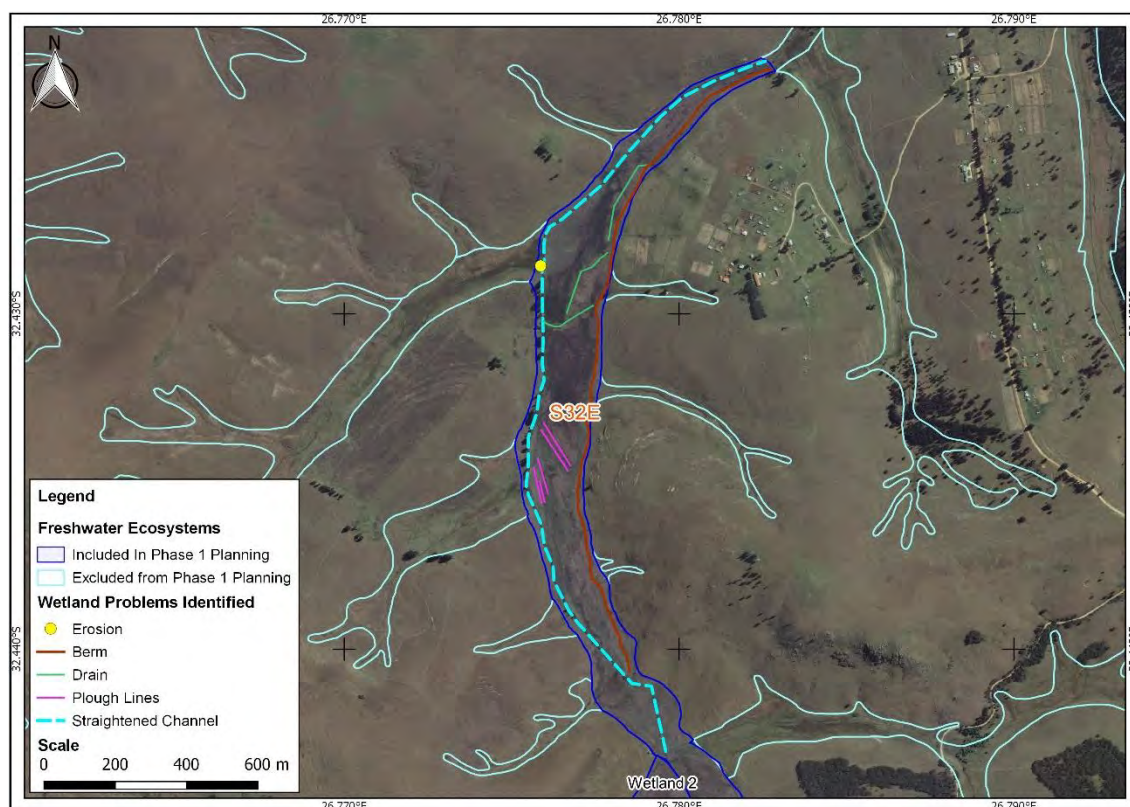 26.770°E 26.780°E 26.790°E
N
32.430°S
S32E
Legend
Freshwater Ecosystems
Included In Phase 1 Planning
Excluded from Phase 1 Planning
Wetland Problems Identified
Erosion
Berm
Drain
Plough Lines
Straightened Channel
Scale
0 200 400 600 m
32.440°S
Wetland 2
26.770°E 26.780°E 26.790°E